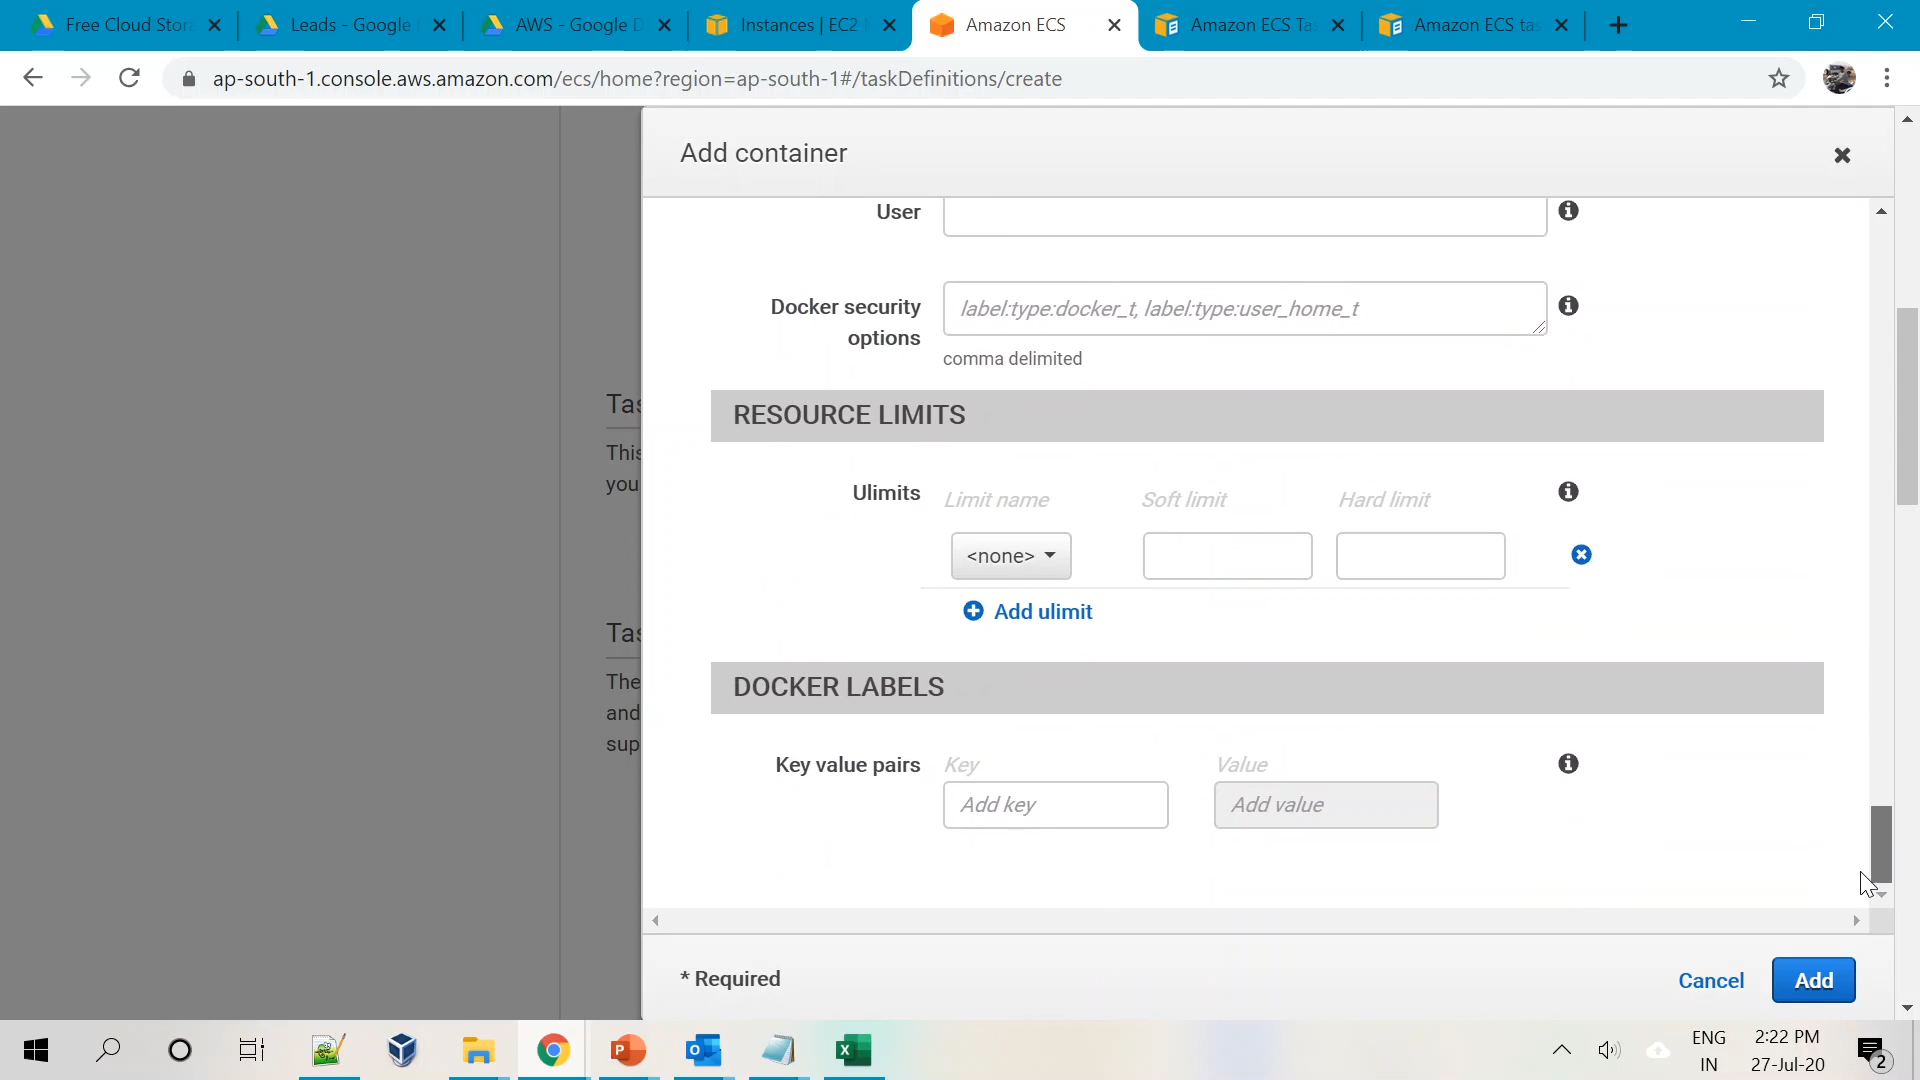 Free Cloud Stor
Leads - Google
AWS - Google D
Instances | EC2
Amazon ECS
Amazon ECS Ta
Amazon ECS tas
ap-south-1.console.aws.amazon.com/ecs/home?region=ap-south-1#/taskDefinitions/create
Add container
User
Docker security
options
label:type:docker_t, label:type:user_home_t
comma delimited
Tas
This
you
RESOURCE LIMITS
Ulimits
Limit name
Soft limit
Hard limit
<none>
Add ulimit
Tas
The
and
sup
DOCKER LABELS
Key value pairs
Key
Value
Add key
Add value
* Required
Cancel
Add
ENG
IN
2:22 PM
27-Jul-20
2